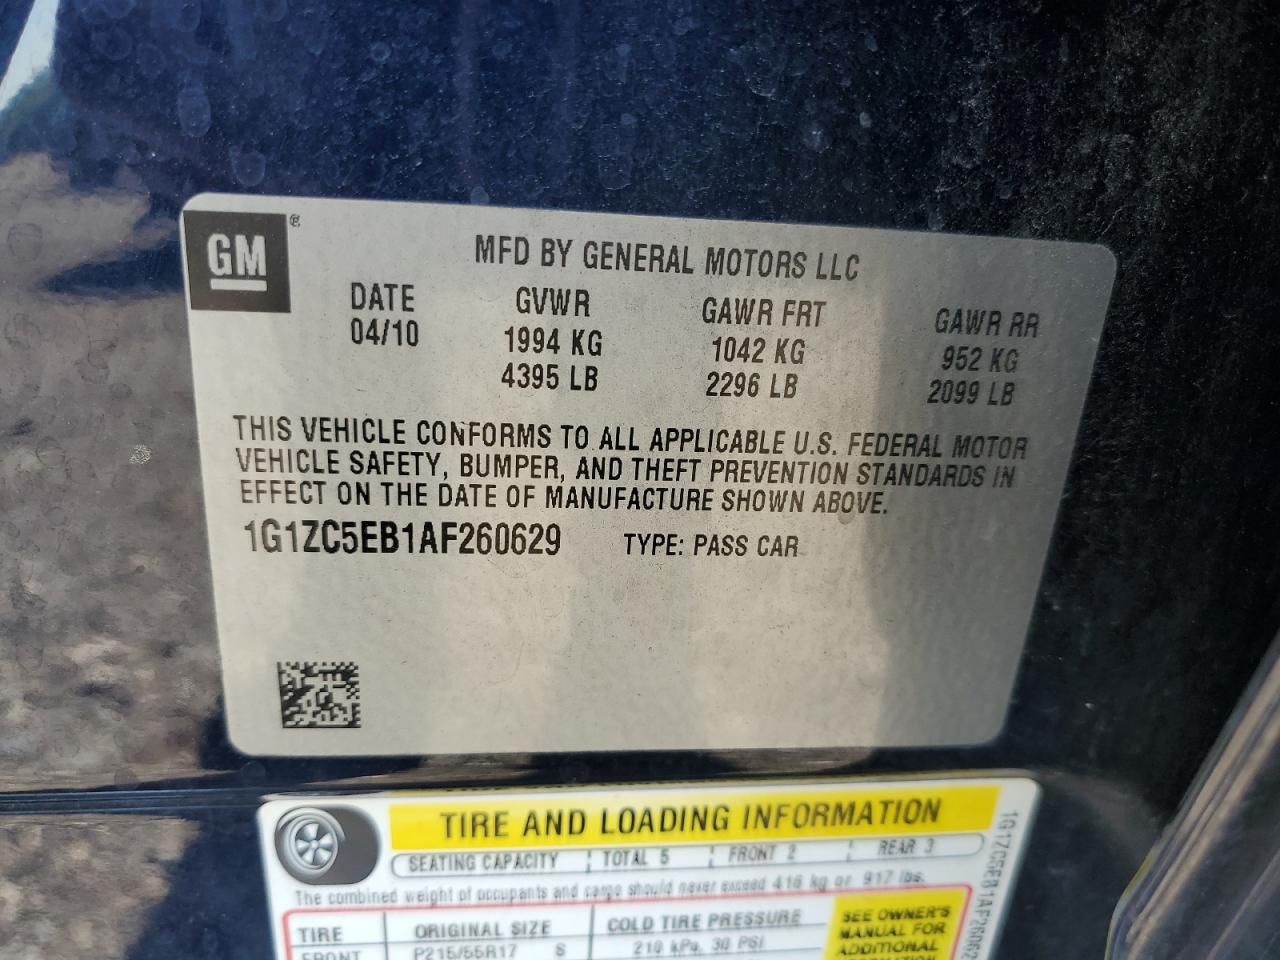 GM®
MFD BY GENERAL MOTORS LLC
DATE GVWR GAWR FRT GAWR RR
04/10 1994 KG 1042 KG 952 KG
4395 LB 2296 LB 2099 LB
THIS VEHICLE CONFORMS TO ALL APPLICABLE U.S. FEDERAL MOTOR
VEHICLE SAFETY, BUMPER, AND THEFT PREVENTION STANDARDS IN
EFFECT ON THE DATE OF MANUFACTURE SHOWN ABOVE.
1G1ZC5EB1AF260629 TYPE: PASS CAR
TIRE AND LOADING INFORMATION
SEATING CAPACITY TOTAL 5 FRONT 2 REAR 3
The combined weight of occupants and cargo should never exceed 416 kg or 917 lbs.
TIRE ORIGINAL SIZE COLD TIRE PRESSURE
FRONT P215/55R17 S 210 kPa, 30 PSI
SEE OWNER'S
MANUAL FOR
ADDITIONAL
1G1ZC5EB1AF26062